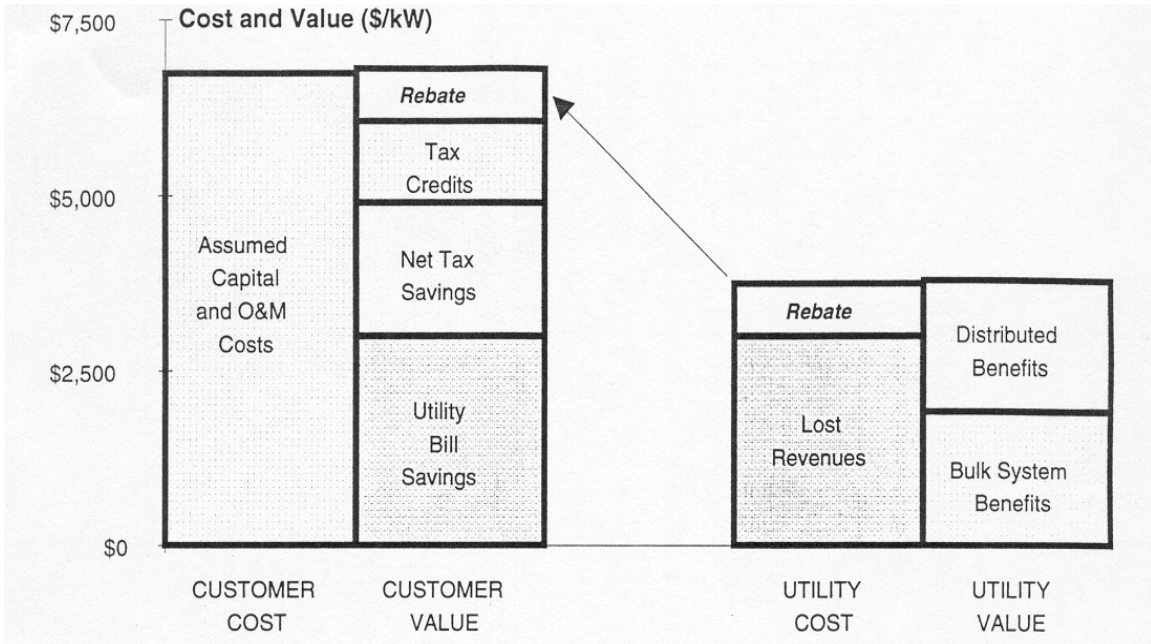 Cost and Value ($/kW)
$7,500
$5,000
$2,500
$0
Assumed
Capital
and O&M
Costs
Rebate
Tax
Credits
Net Tax
Savings
Utility
Bill
Savings
Rebate
Lost
Revenues
Distributed
Benefits
Bulk System
Benefits
CUSTOMER
COST
CUSTOMER
VALUE
UTILITY
COST
UTILITY
VALUE